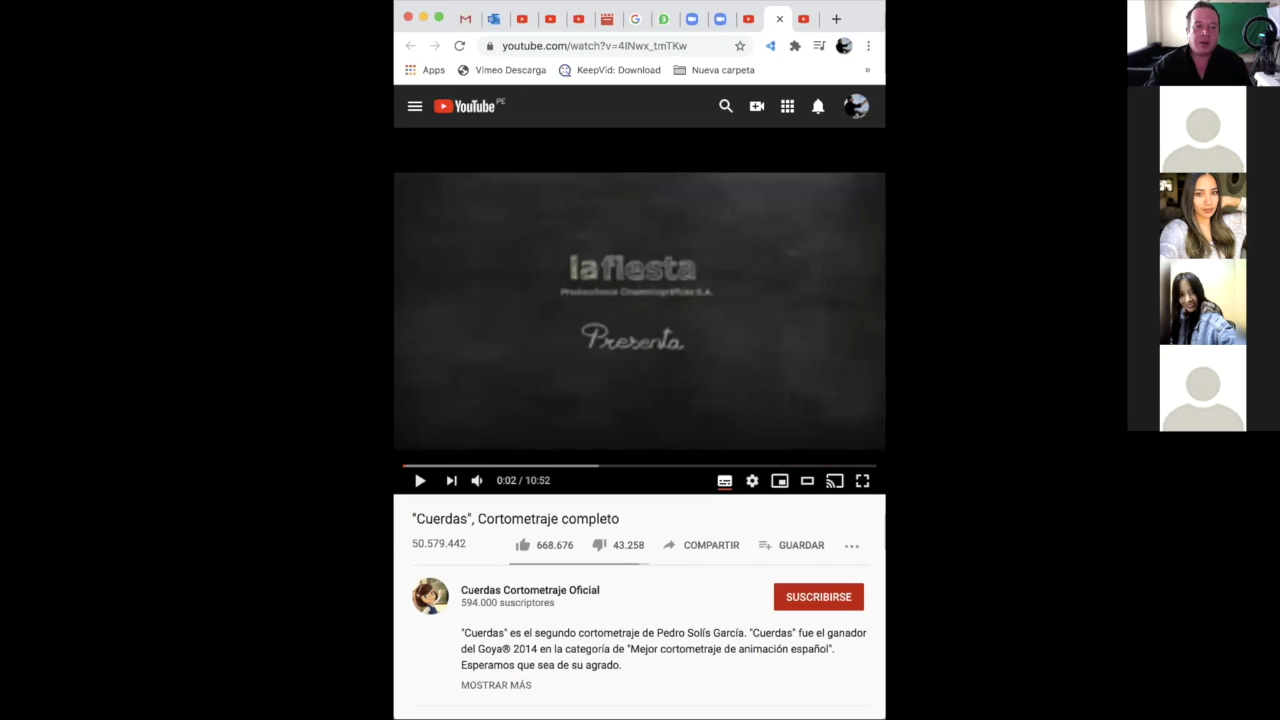 youtube.com/watch?v=4INwx_tmTKw
Apps Vimeo Descarga KeepVid: Download Nueva carpeta »
YouTube PE
la fiesta
Producciones Cinematográficas S.A.
Presenta
0:02 / 10:52
"Cuerdas", Cortometraje completo
50.579.442 668.676 43.258 COMPARTIR GUARDAR
Cuerdas Cortometraje Oficial
594.000 suscriptores
SUSCRIBIRSE
"Cuerdas" es el segundo cortometraje de Pedro Solís García. "Cuerdas" fue el ganador
del Goya® 2014 en la categoría de "Mejor cortometraje de animación español".
Esperamos que sea de su agrado.
MOSTRAR MÁS